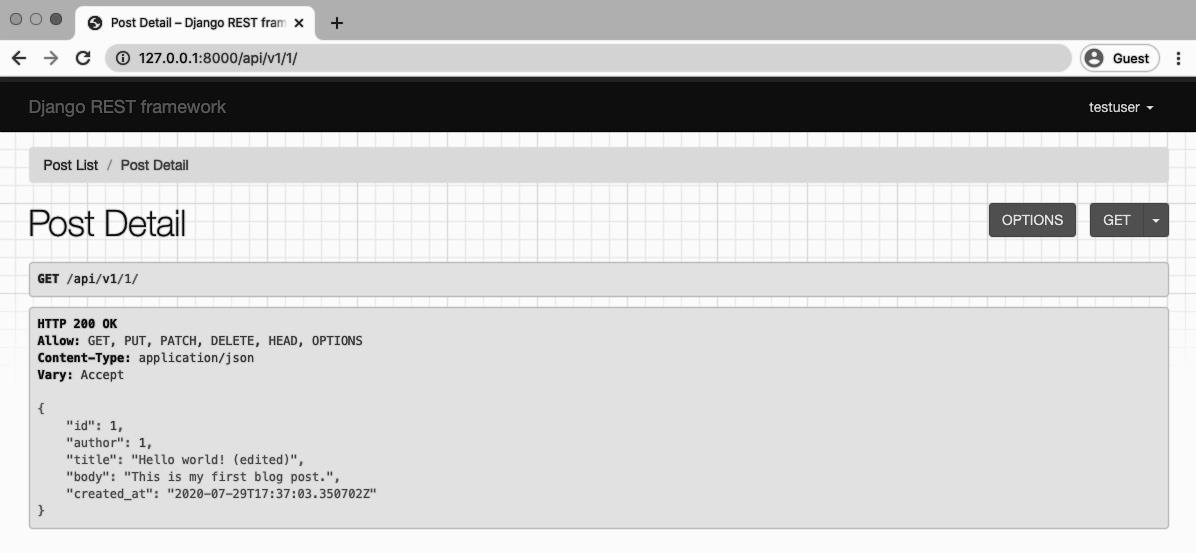 Post Detail – Django REST fram
127.0.0.1:8000/api/v1/1/
Guest
Django REST framework
testuser
Post List / Post Detail
Post Detail
OPTIONS
GET
GET /api/v1/1/
HTTP 200 OK
Allow: GET, PUT, PATCH, DELETE, HEAD, OPTIONS
Content-Type: application/json
Vary: Accept
{
    "id": 1,
    "author": 1,
    "title": "Hello world! (edited)",
    "body": "This is my first blog post.",
    "created_at": "2020-07-29T17:37:03.350702Z"
}